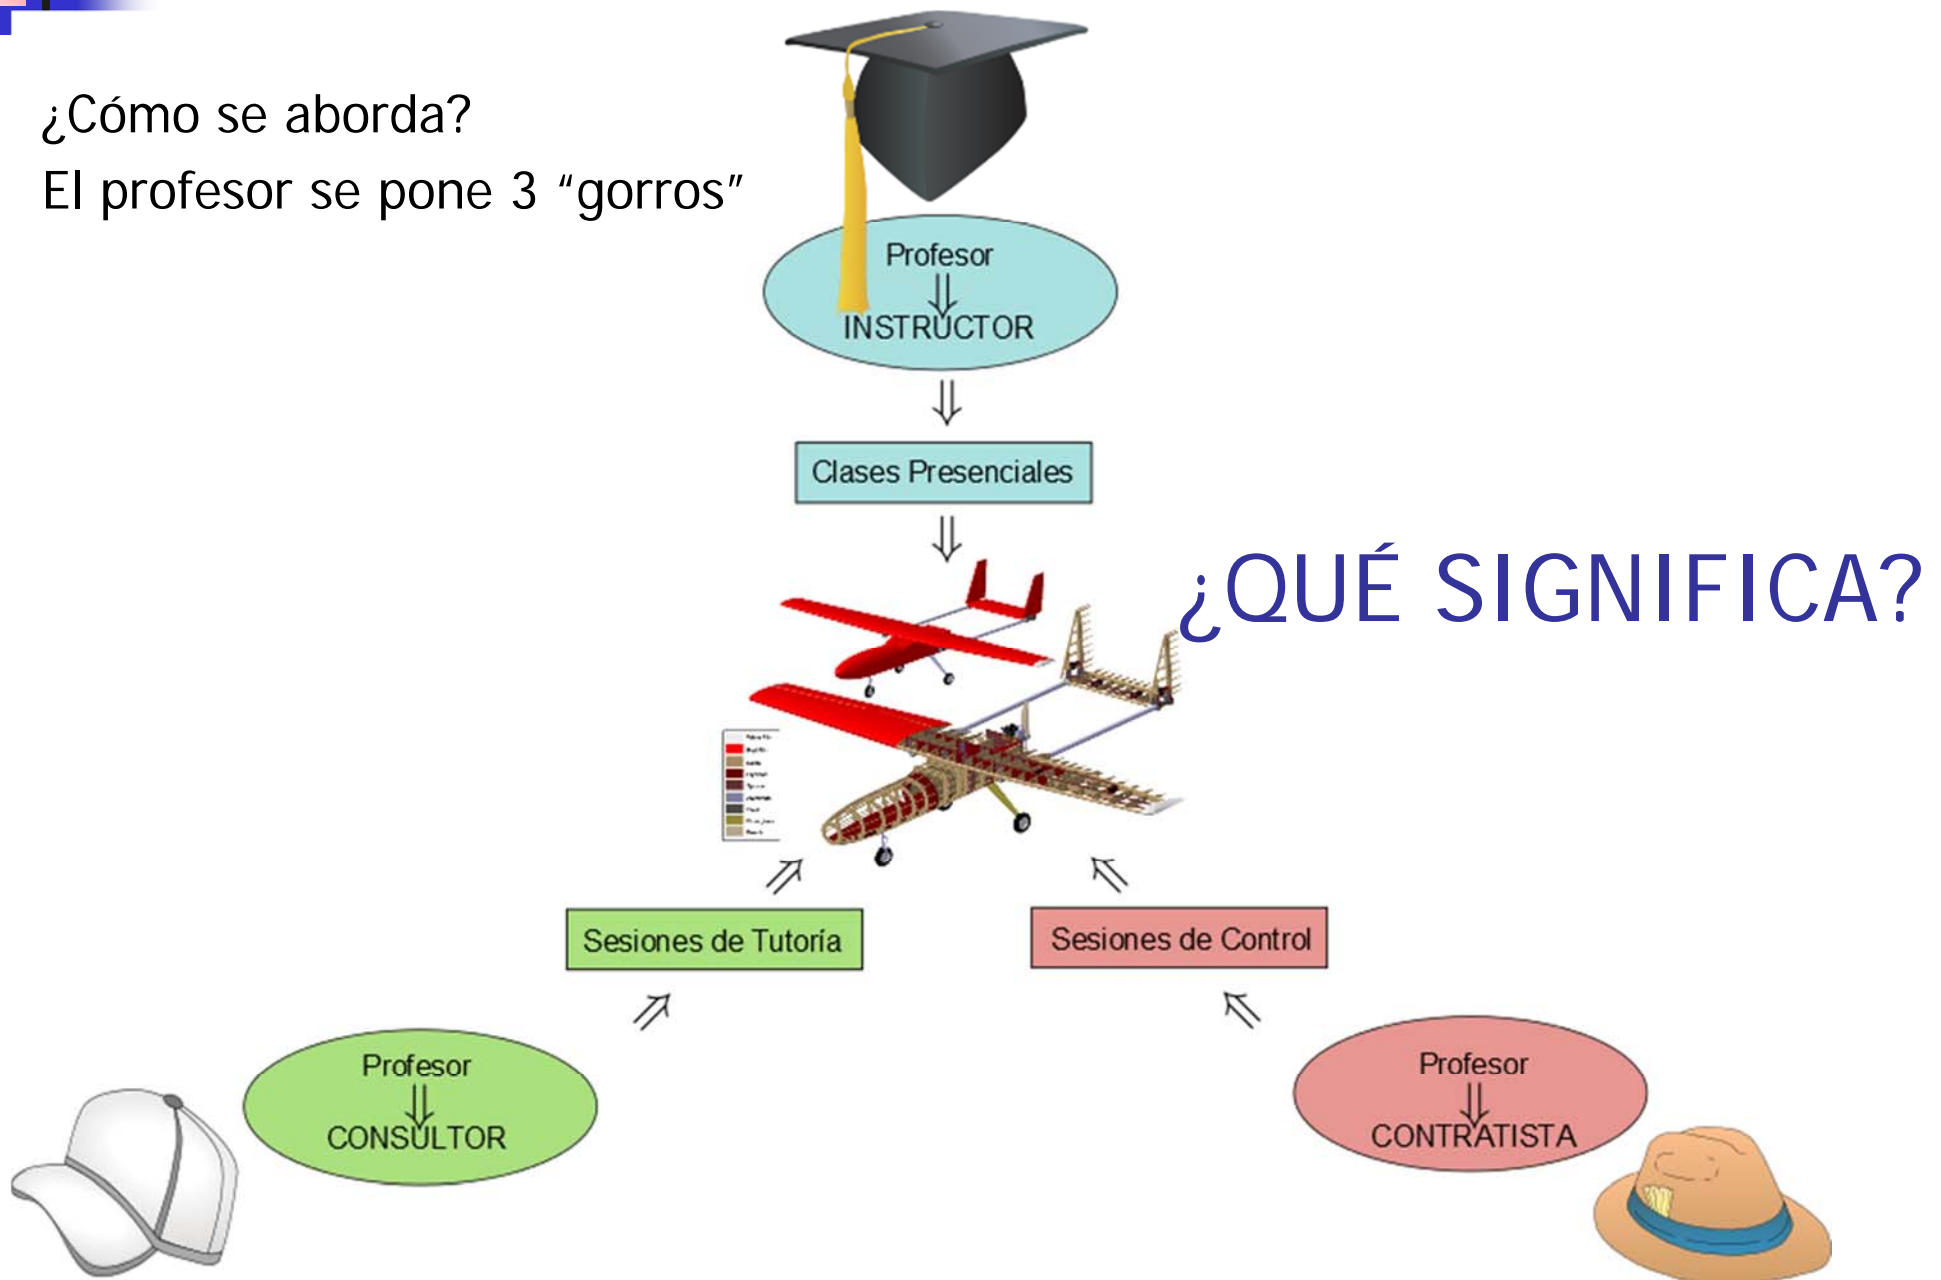 ¿Cómo se aborda?
El profesor se pone 3 “gorros”
Profesor
INSTRUCTOR
Clases Presenciales
¿QUÉ SIGNIFICA?
Sesiones de Tutoría
Sesiones de Control
Profesor
CONSULTOR
Profesor
CONTRATISTA